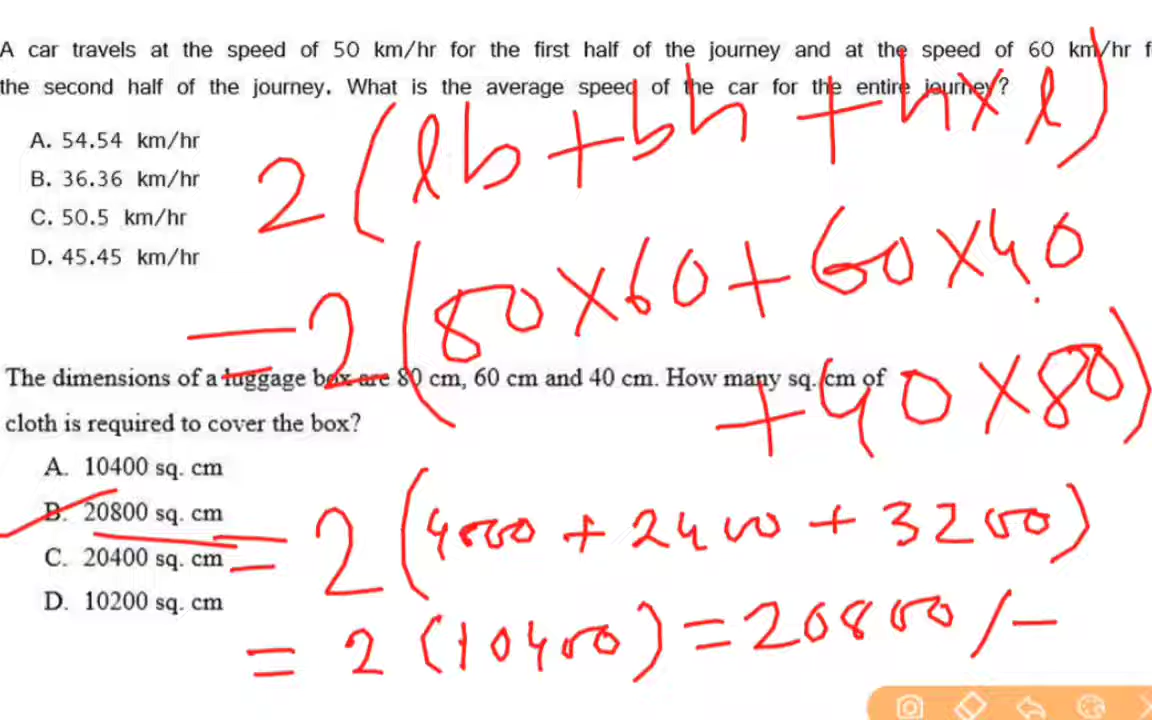 A car travels at the speed of 50 km/hr for the first half of the journey and at the speed of 60 km/hr f
the second half of the journey. What is the average speed of the car for the entire journey?
A. 54.54 km/hr
B. 36.36 km/hr
C. 50.5 km/hr
D. 45.45 km/hr
2 (lb + bh + h × l)
= 2 (80 × 60 + 60 × 40
+ 40 × 80)
The dimensions of a luggage box are 80 cm, 60 cm and 40 cm. How many sq. cm of
cloth is required to cover the box?
A. 10400 sq. cm
B. 20800 sq. cm
C. 20400 sq. cm
D. 10200 sq. cm
= 2 (4800 + 2400 + 3200)
= 2 (10400) = 20800 /-